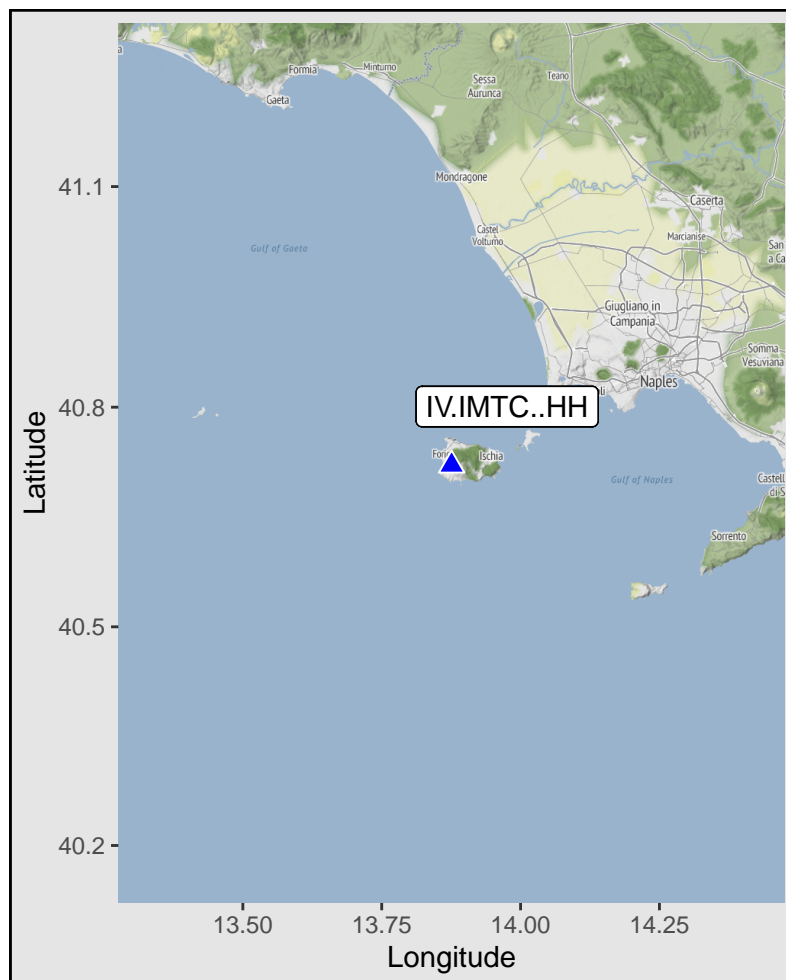 Formia
Minturno
Gaeta
Sessa
Aurunca
Teano
41.1
Mondragone
Caserta
Castel
Volturno
Marcianise
San
Gulf of Gaeta
Giugliano in
Campania
Somma
Vesuviana
Naples
40.8
IV.IMTC..HH
Ischia
Gulf of Naples
Sorrento
40.5
40.2
13.50
13.75
14.00
14.25
Latitude
Longitude